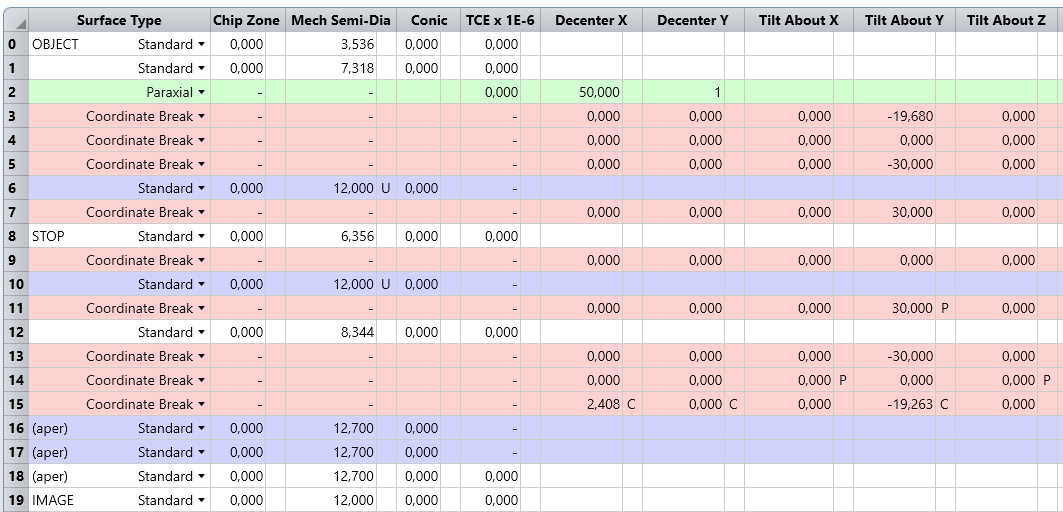 Surface Type Chip Zone Mech Semi-Dia Conic TCE x 1E-6 Decenter X Decenter Y Tilt About X Tilt About Y Tilt About Z
0 OBJECT Standard 0,000 3,536 0,000 0,000
1 Standard 0,000 7,318 0,000 0,000
2 Paraxial - - 0,000 50,000 1
3 Coordinate Break - - - 0,000 0,000 0,000 -19,680 0,000
4 Coordinate Break - - - 0,000 0,000 0,000 0,000 0,000
5 Coordinate Break - - - 0,000 0,000 0,000 -30,000 0,000
6 Standard 0,000 12,000 U 0,000 -
7 Coordinate Break - - - 0,000 0,000 0,000 30,000 0,000
8 STOP Standard 0,000 6,356 0,000 0,000
9 Coordinate Break - - - 0,000 0,000 0,000 0,000 0,000
10 Standard 0,000 12,000 U 0,000 -
11 Coordinate Break - - - 0,000 0,000 0,000 30,000 P 0,000
12 Standard 0,000 8,344 0,000 0,000
13 Coordinate Break - - - 0,000 0,000 0,000 -30,000 0,000
14 Coordinate Break - - - 0,000 0,000 0,000 P 0,000 0,000 P
15 Coordinate Break - - - 2,408 C 0,000 C 0,000 -19,263 C 0,000
16 (aper) Standard 0,000 12,700 0,000 -
17 (aper) Standard 0,000 12,700 0,000 -
18 (aper) Standard 0,000 12,700 0,000 0,000
19 IMAGE Standard 0,000 12,000 0,000 0,000